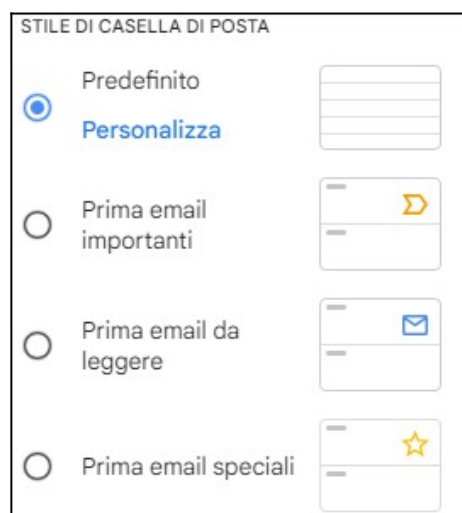 STILE DI CASELLA DI POSTA
Predefinito
Personalizza
Prima email
importanti
Prima email da
leggere
Prima email speciali